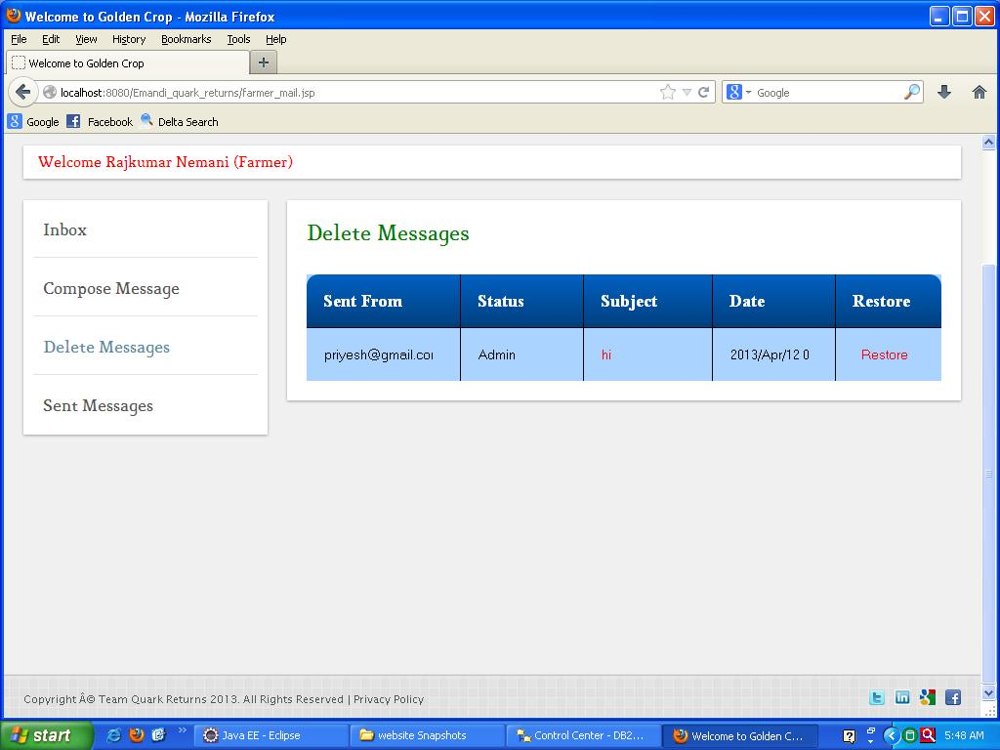 Welcome to Golden Crop - Mozilla Firefox
File Edit View History Bookmarks Tools Help
Welcome to Golden Crop
localhost:8080/Emandi_quark_returns/farmer_mail.jsp
Google
Google Facebook Delta Search
Welcome Rajkumar Nemani (Farmer)
Inbox
Compose Message
Delete Messages
Sent Messages
Delete Messages
Sent From Status Subject Date Restore
priyesh@gmail.co Admin hi 2013/Apr/12 0 Restore
Copyright Â© Team Quark Returns 2013. All Rights Reserved | Privacy Policy
start Java EE - Eclipse website Snapshots Control Center - DB2... Welcome to Golden C... 5:48 AM